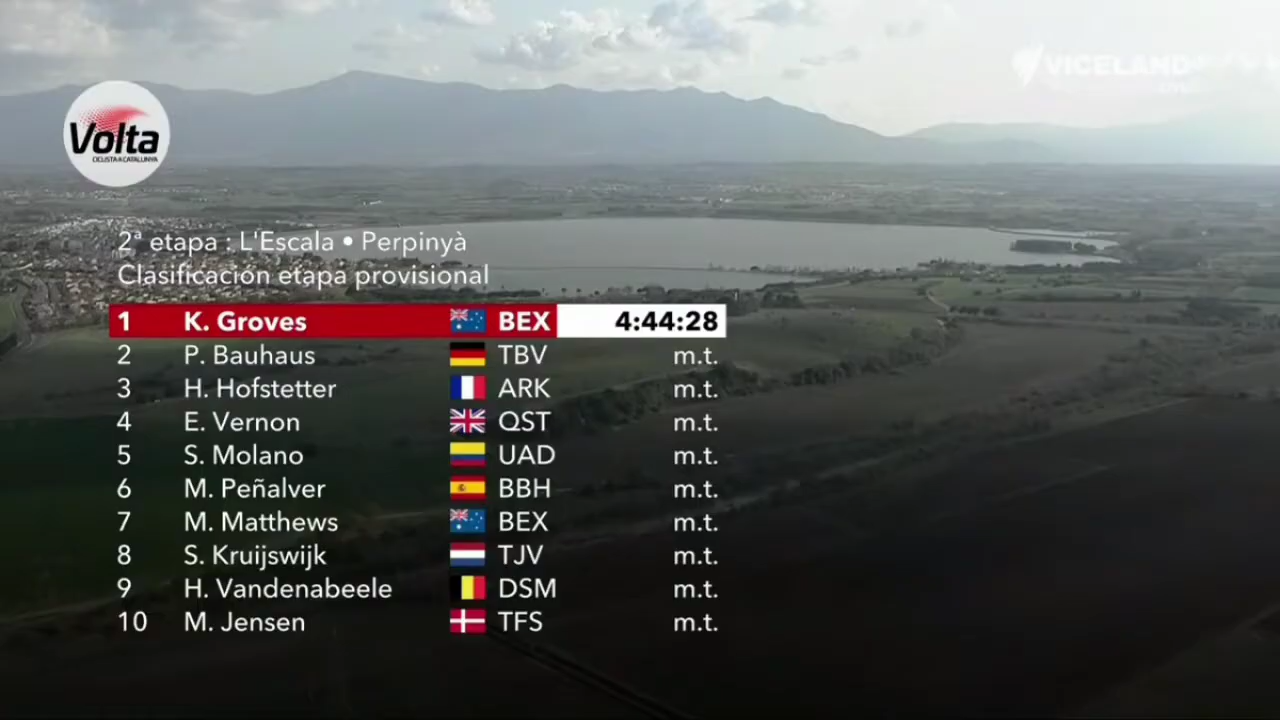 VICELAND
Volta
CICLISTA A CATALUNYA
2ª etapa : L'Escala • Perpinyà
Clasificación etapa provisional
1 K. Groves BEX 4:44:28
2 P. Bauhaus TBV m.t.
3 H. Hofstetter ARK m.t.
4 E. Vernon QST m.t.
5 S. Molano UAD m.t.
6 M. Peñalver BBH m.t.
7 M. Matthews BEX m.t.
8 S. Kruijswijk TJV m.t.
9 H. Vandenabeele DSM m.t.
10 M. Jensen TFS m.t.